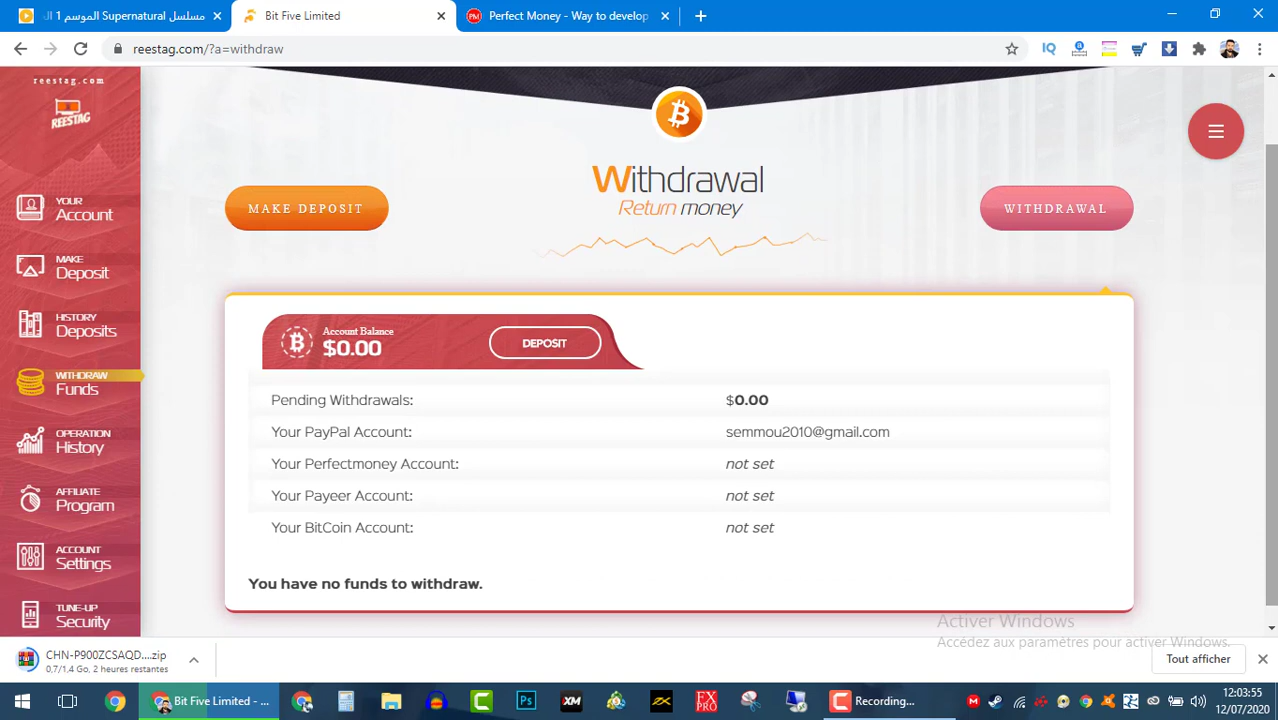 مسلسل Supernatural الموسم 1 ال
Bit Five Limited
Perfect Money - Way to develop
reestag.com/?a=withdraw
IQ
reestag.com
REESTAG
YOUR
Account
MAKE
Deposit
HISTORY
Deposits
WITHDRAW
Funds
OPERATION
History
AFFILIATE
Program
ACCOUNT
Settings
TUNE-UP
Security
MAKE DEPOSIT
Withdrawal
Return money
WITHDRAWAL
Account Balance
$0.00
DEPOSIT
Pending Withdrawals: $0.00
Your PayPal Account: semmou2010@gmail.com
Your Perfectmoney Account: not set
Your Payeer Account: not set
Your BitCoin Account: not set
You have no funds to withdraw.
Activer Windows
Accédez aux paramètres pour activer Windows.
CHN-P900ZCSAQD....zip
0,7/1,4 Go, 2 heures restantes
Tout afficher
Bit Five Limited - ...
Ps
XM
FX
PRO
Recording...
12:03:55
12/07/2020